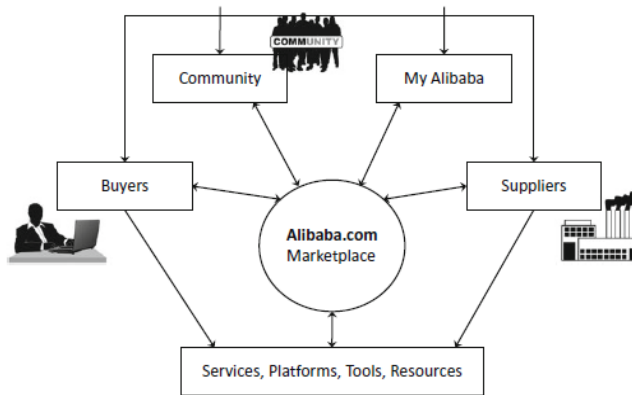 COMMUNITY
Community
My Alibaba
Buyers
Suppliers
Alibaba.com
Marketplace
Services, Platforms, Tools, Resources